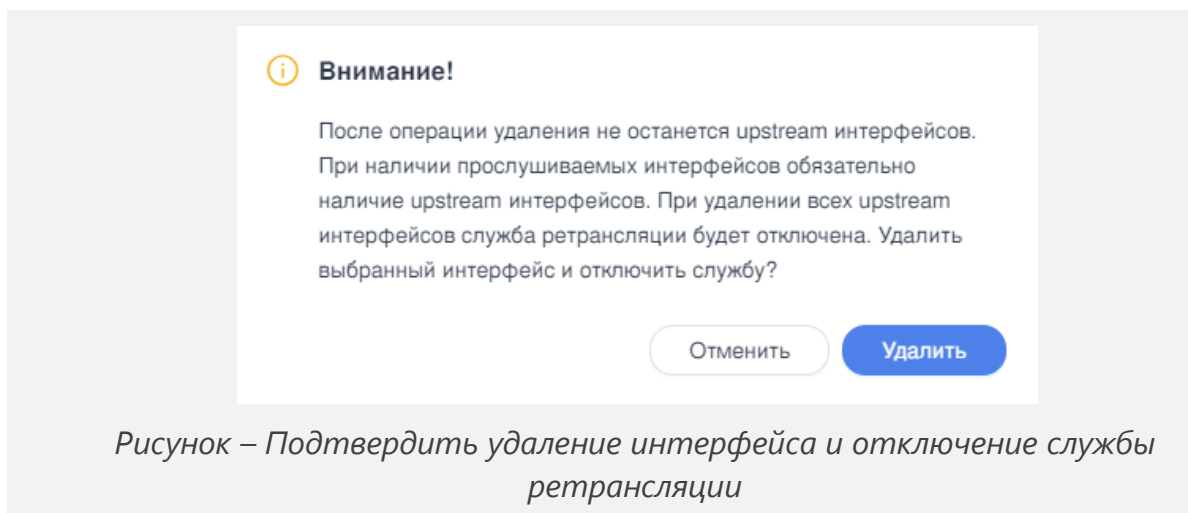 Внимание!
После операции удаления не останется upstream интерфейсов.
При наличии прослушиваемых интерфейсов обязательно
наличие upstream интерфейсов. При удалении всех upstream
интерфейсов служба ретрансляции будет отключена. Удалить
выбранный интерфейс и отключить службу?
Отменить
Удалить
Рисунок – Подтвердить удаление интерфейса и отключение службы
ретрансляции